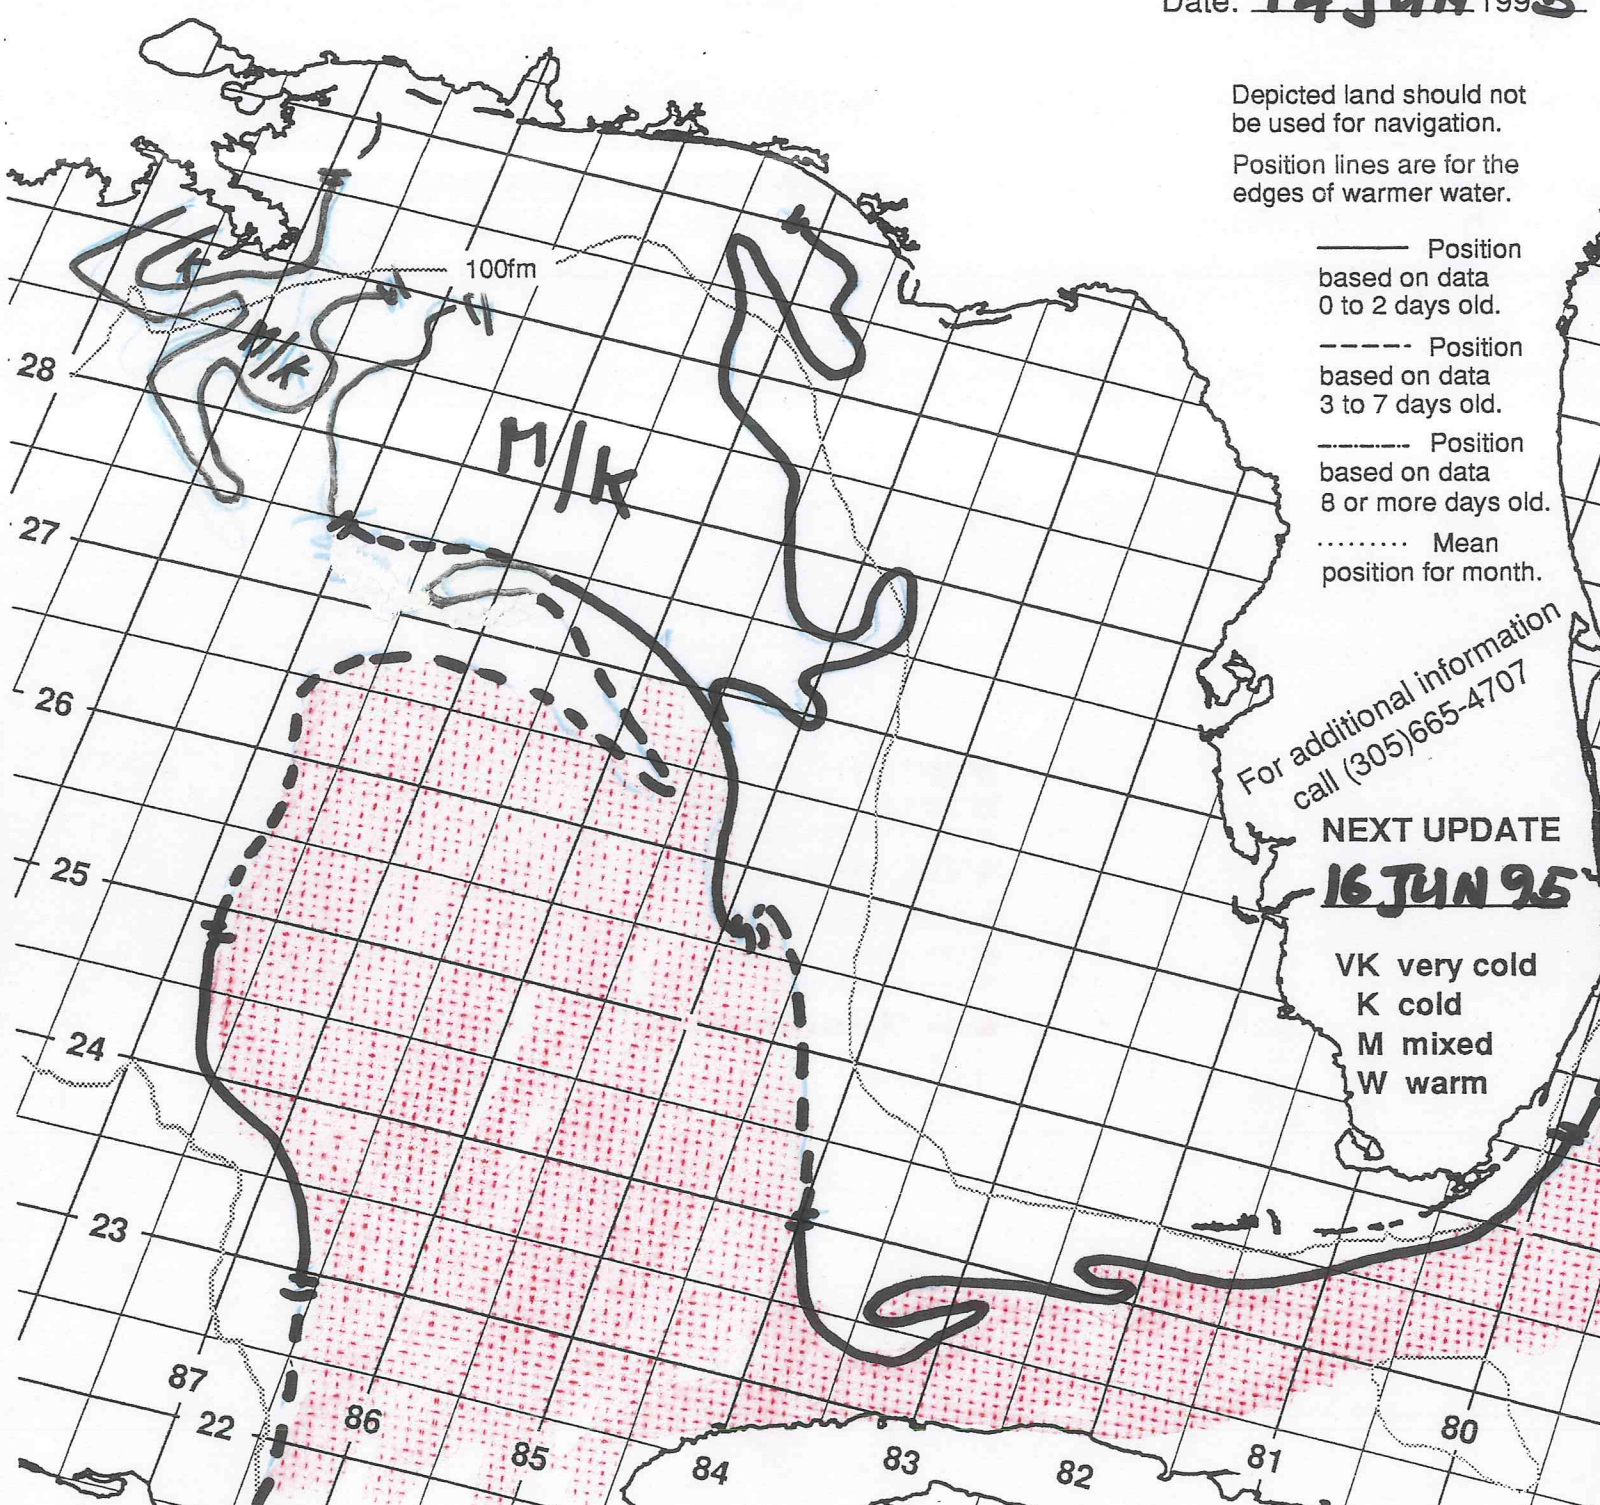 Date: 14 JUN 1995
Depicted land should not
be used for navigation.
Position lines are for the
edges of warmer water.
Position
based on data
0 to 2 days old.
Position
based on data
3 to 7 days old.
Position
based on data
8 or more days old.
Mean
position for month.
For additional information
call (305)665-4707
NEXT UPDATE
16 JUN 95
VK very cold
K cold
M mixed
W warm
100fm
K
M/K
M/K
28
27
26
25
24
23
22
87
86
85
84
83
82
81
80